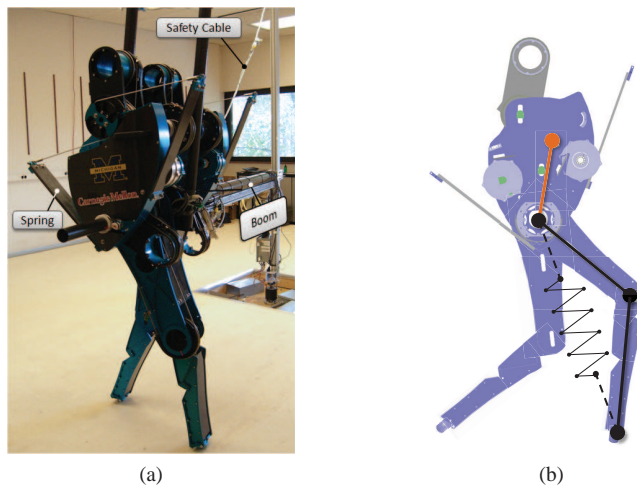 Safety Cable
MICHIGAN
M
Carnegie Mellon
Spring
Boom
(a)
(b)